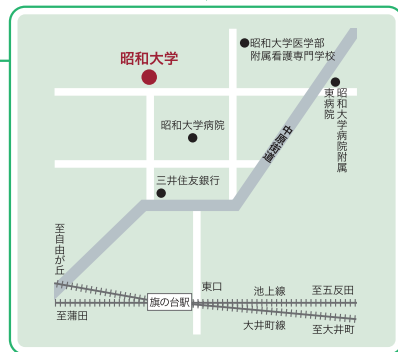 昭和大学
昭和大学医学部
附属看護専門学校
昭和大学病院附属
東病院
昭和大学病院
中原街道
三井住友銀行
至自由が丘
東口
池上線
至五反田
旗の台駅
至蒲田
大井町線
至大井町